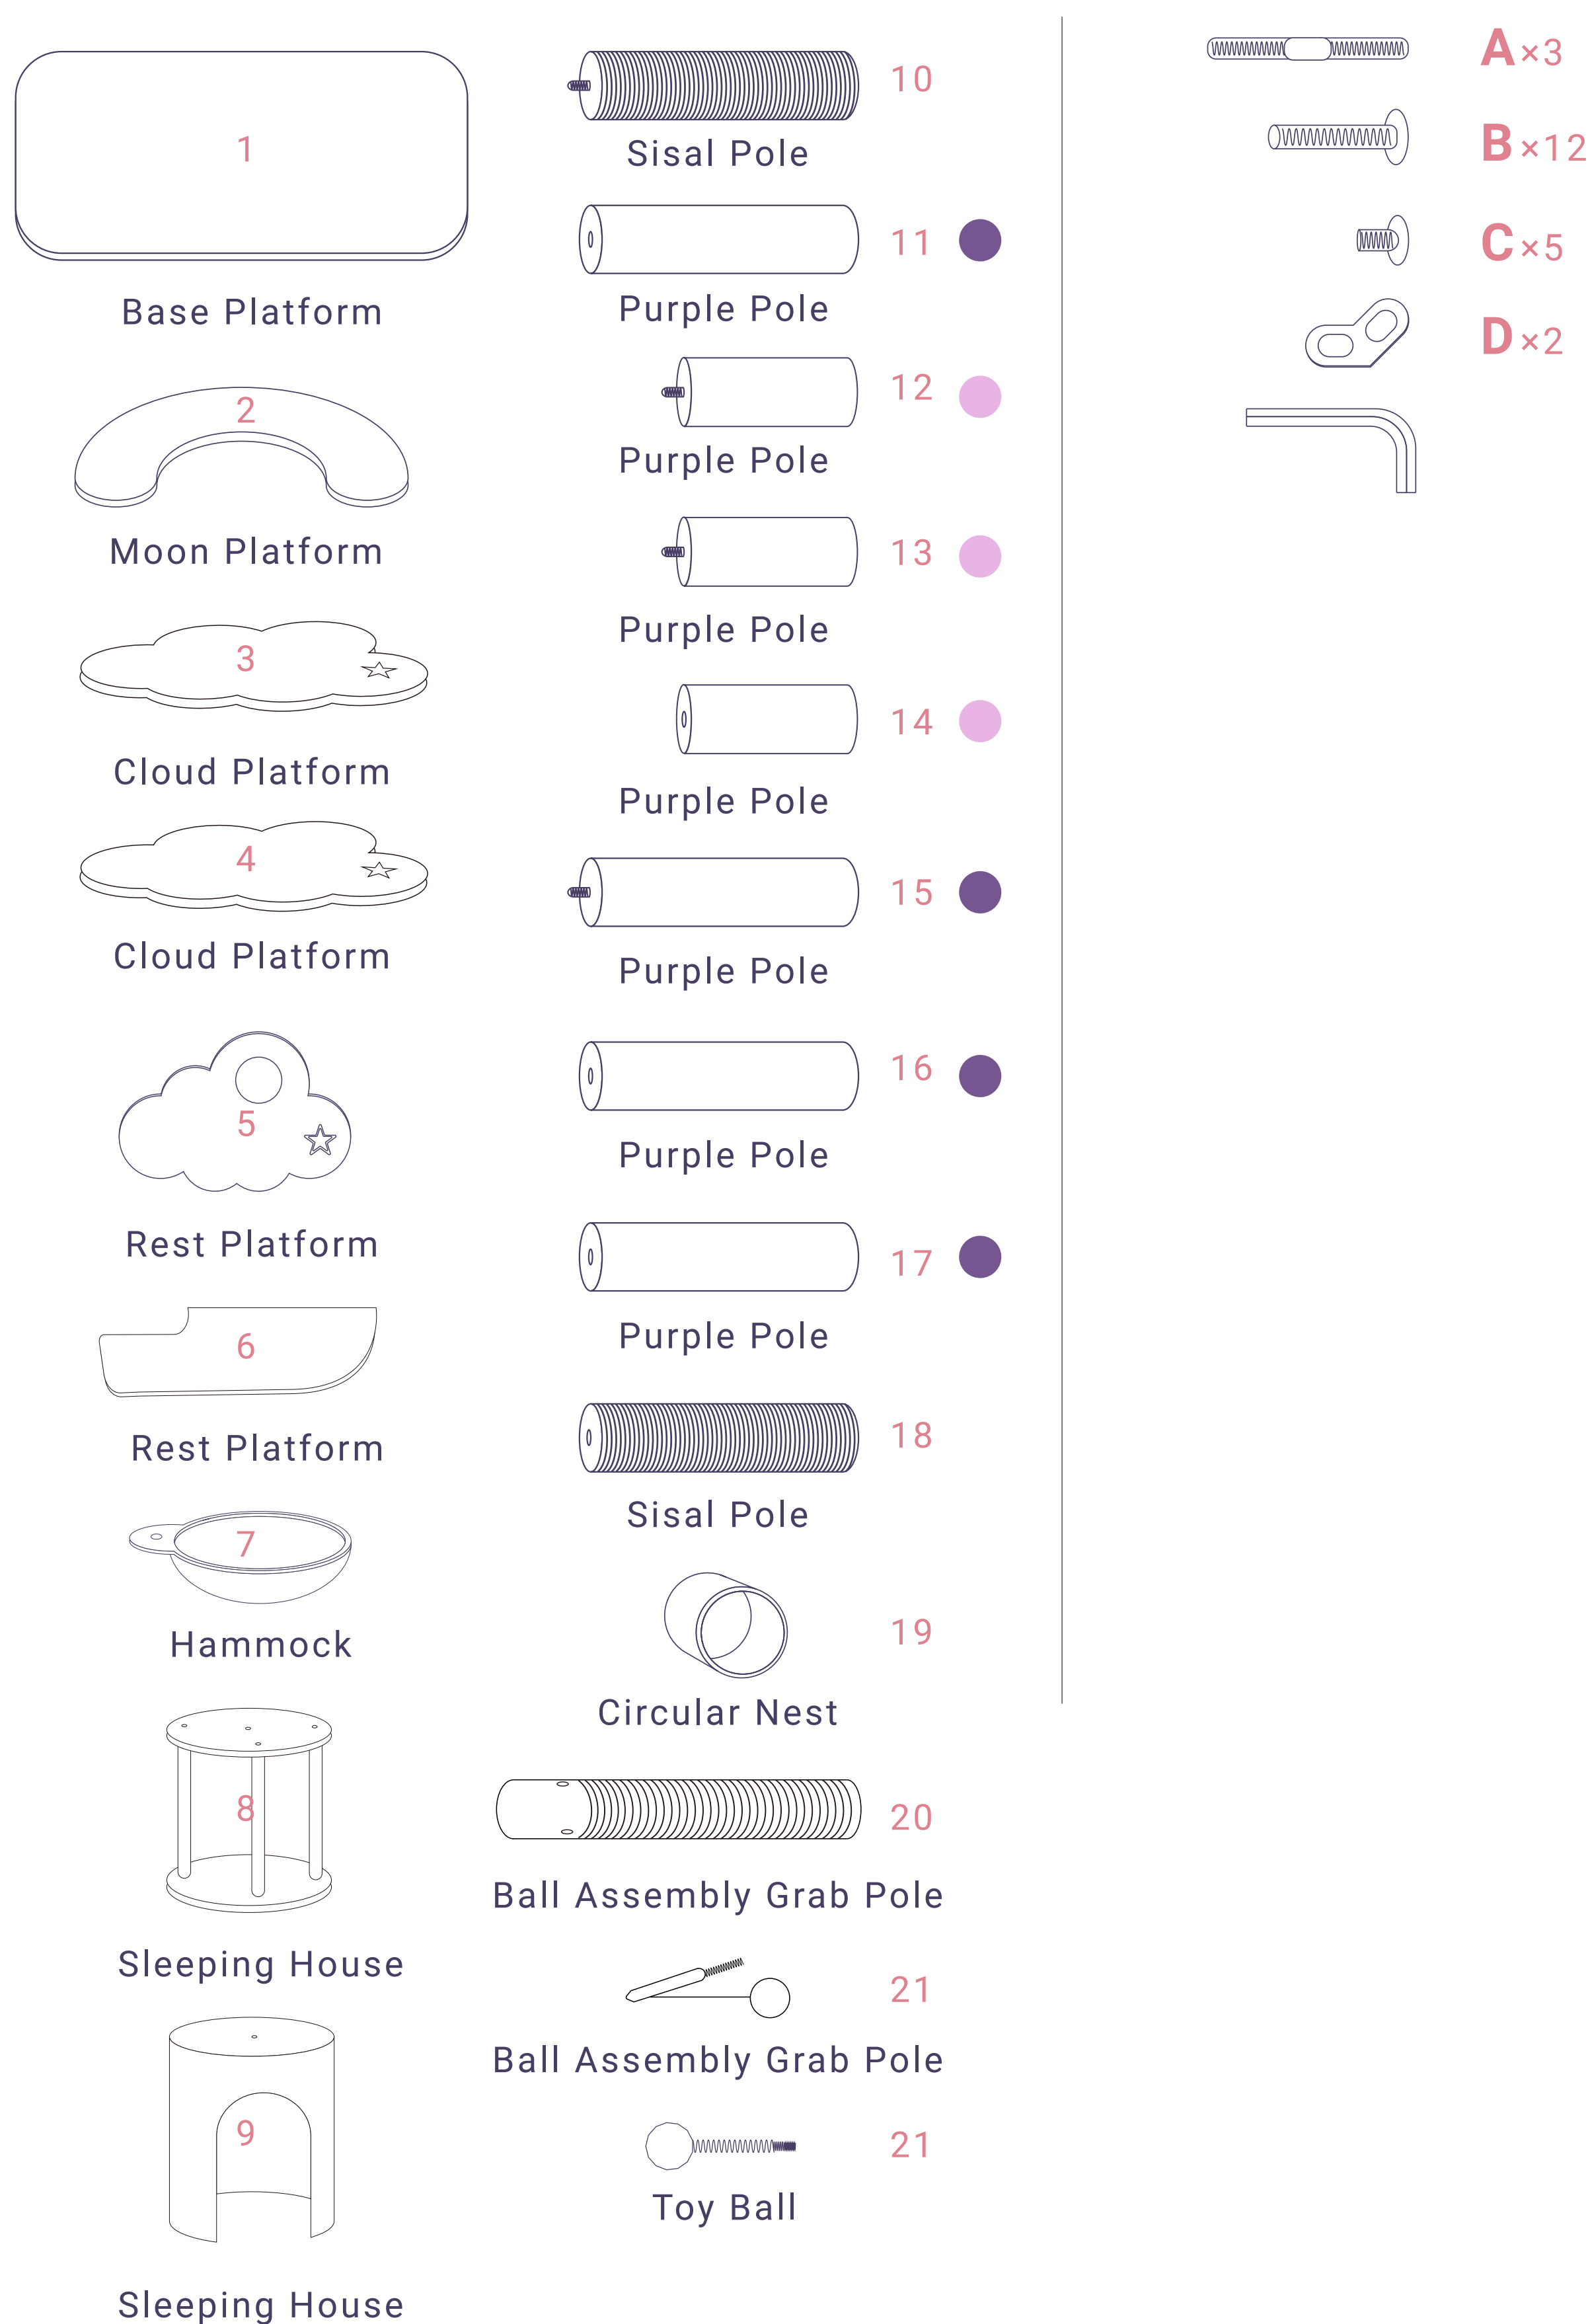 1
Base Platform
2
Moon Platform
3
Cloud Platform
4
Cloud Platform
5
Rest Platform
6
Rest Platform
7
Hammock
8
Sleeping House
9
Sleeping House
10
Sisal Pole
11
Purple Pole
12
Purple Pole
13
Purple Pole
14
Purple Pole
15
Purple Pole
16
Purple Pole
17
Purple Pole
18
Sisal Pole
19
Circular Nest
20
Ball Assembly Grab Pole
21
Ball Assembly Grab Pole
21
Toy Ball
A×3
B×12
C×5
D×2